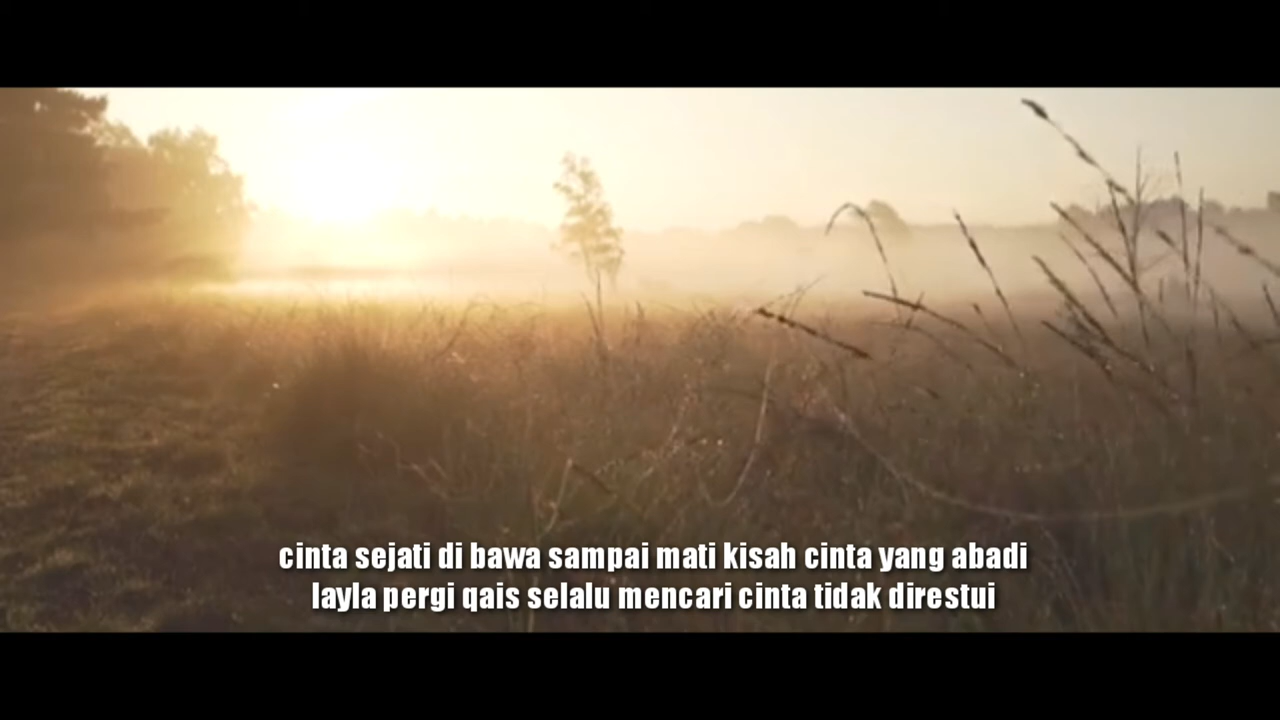 cinta sejati di bawa sampai mati kisah cinta yang abadi
layla pergi qais selalu mencari cinta tidak direstui